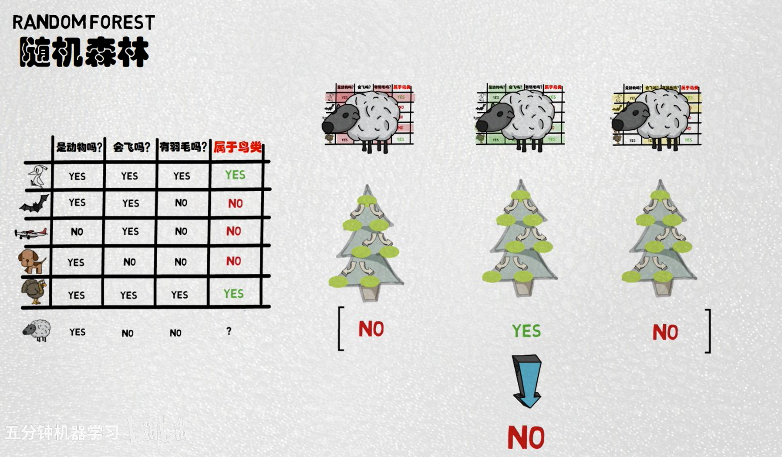 RANDOM FOREST
随机森林
是动物吗? 会飞吗? 有羽毛吗? 属于鸟类
YES YES YES YES
YES YES NO NO
NO YES NO NO
YES NO NO NO
YES YES YES YES
YES NO NO ?
NO YES NO
NO
五分钟机器学习